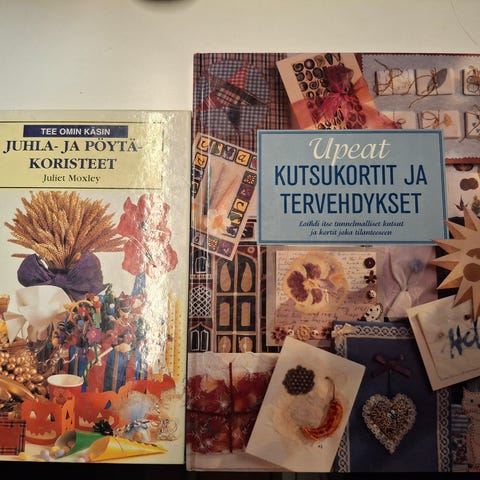 TEE OMIN KÄSIN
JUHLA- JA PÖYTÄ-
KORISTEET
Juliet Moxley
Upeat
KUTSUKORTIT JA
TERVEHDYKSET
Laadi itse tunnelmalliset kutsut
ja kortit joka tilanteeseen